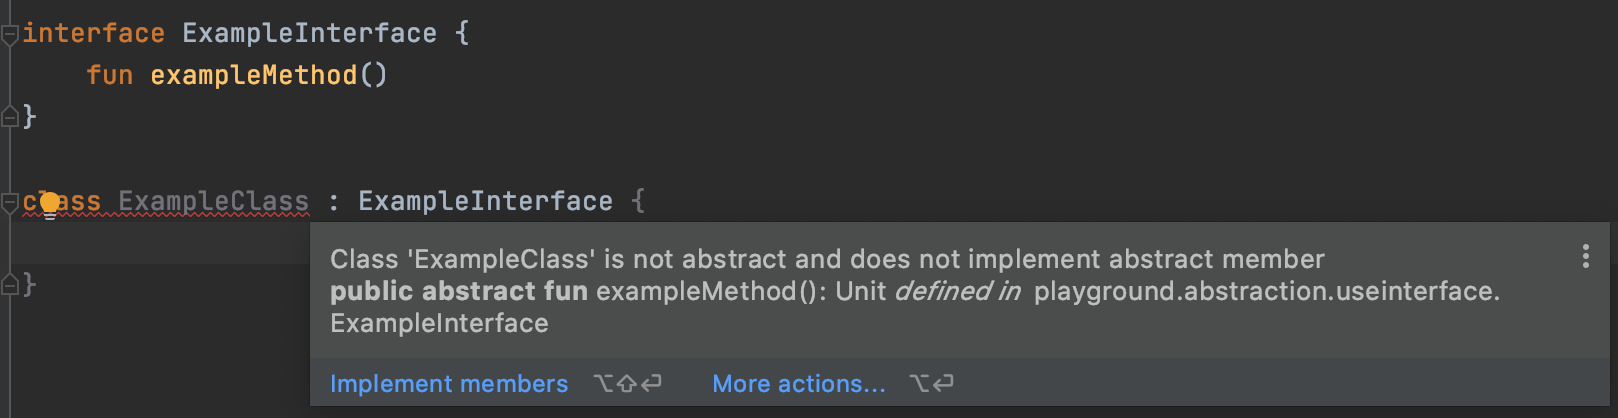 interface ExampleInterface {
    fun exampleMethod()
}
class ExampleClass : ExampleInterface {
Class 'ExampleClass' is not abstract and does not implement abstract member
public abstract fun exampleMethod(): Unit defined in playground.abstraction.useinterface.
ExampleInterface
}
Implement members ⌥⇧⏎ More actions... ⌥⏎